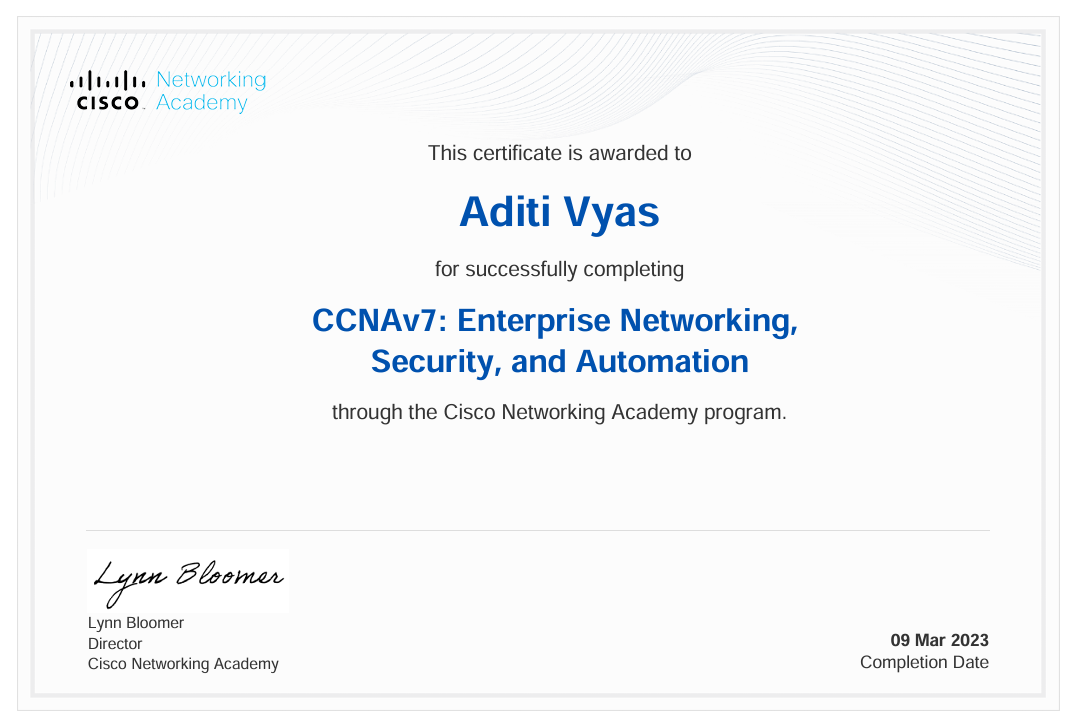 Networking
CISCO Academy
This certificate is awarded to
Aditi Vyas
for successfully completing
CCNAv7: Enterprise Networking,
Security, and Automation
through the Cisco Networking Academy program.
Lynn Bloomer
Lynn Bloomer
Director
Cisco Networking Academy
09 Mar 2023
Completion Date